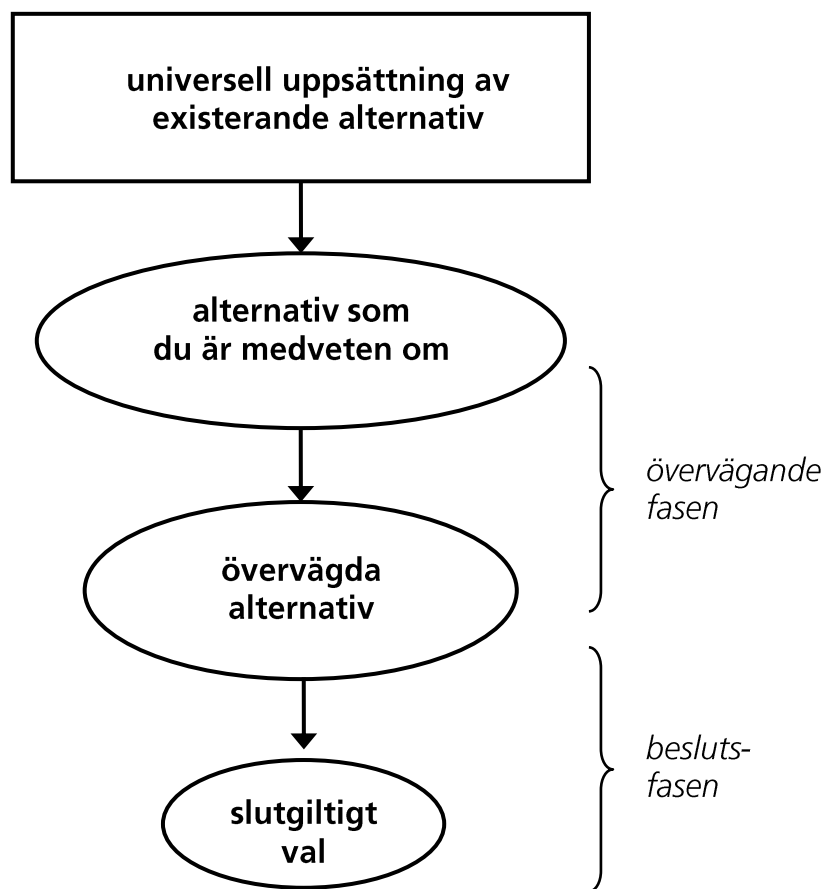 universell uppsättning av
existerande alternativ
alternativ som
du är medveten om
övervägande
fasen
övervägda
alternativ
besluts-
fasen
slutgiltigt
val